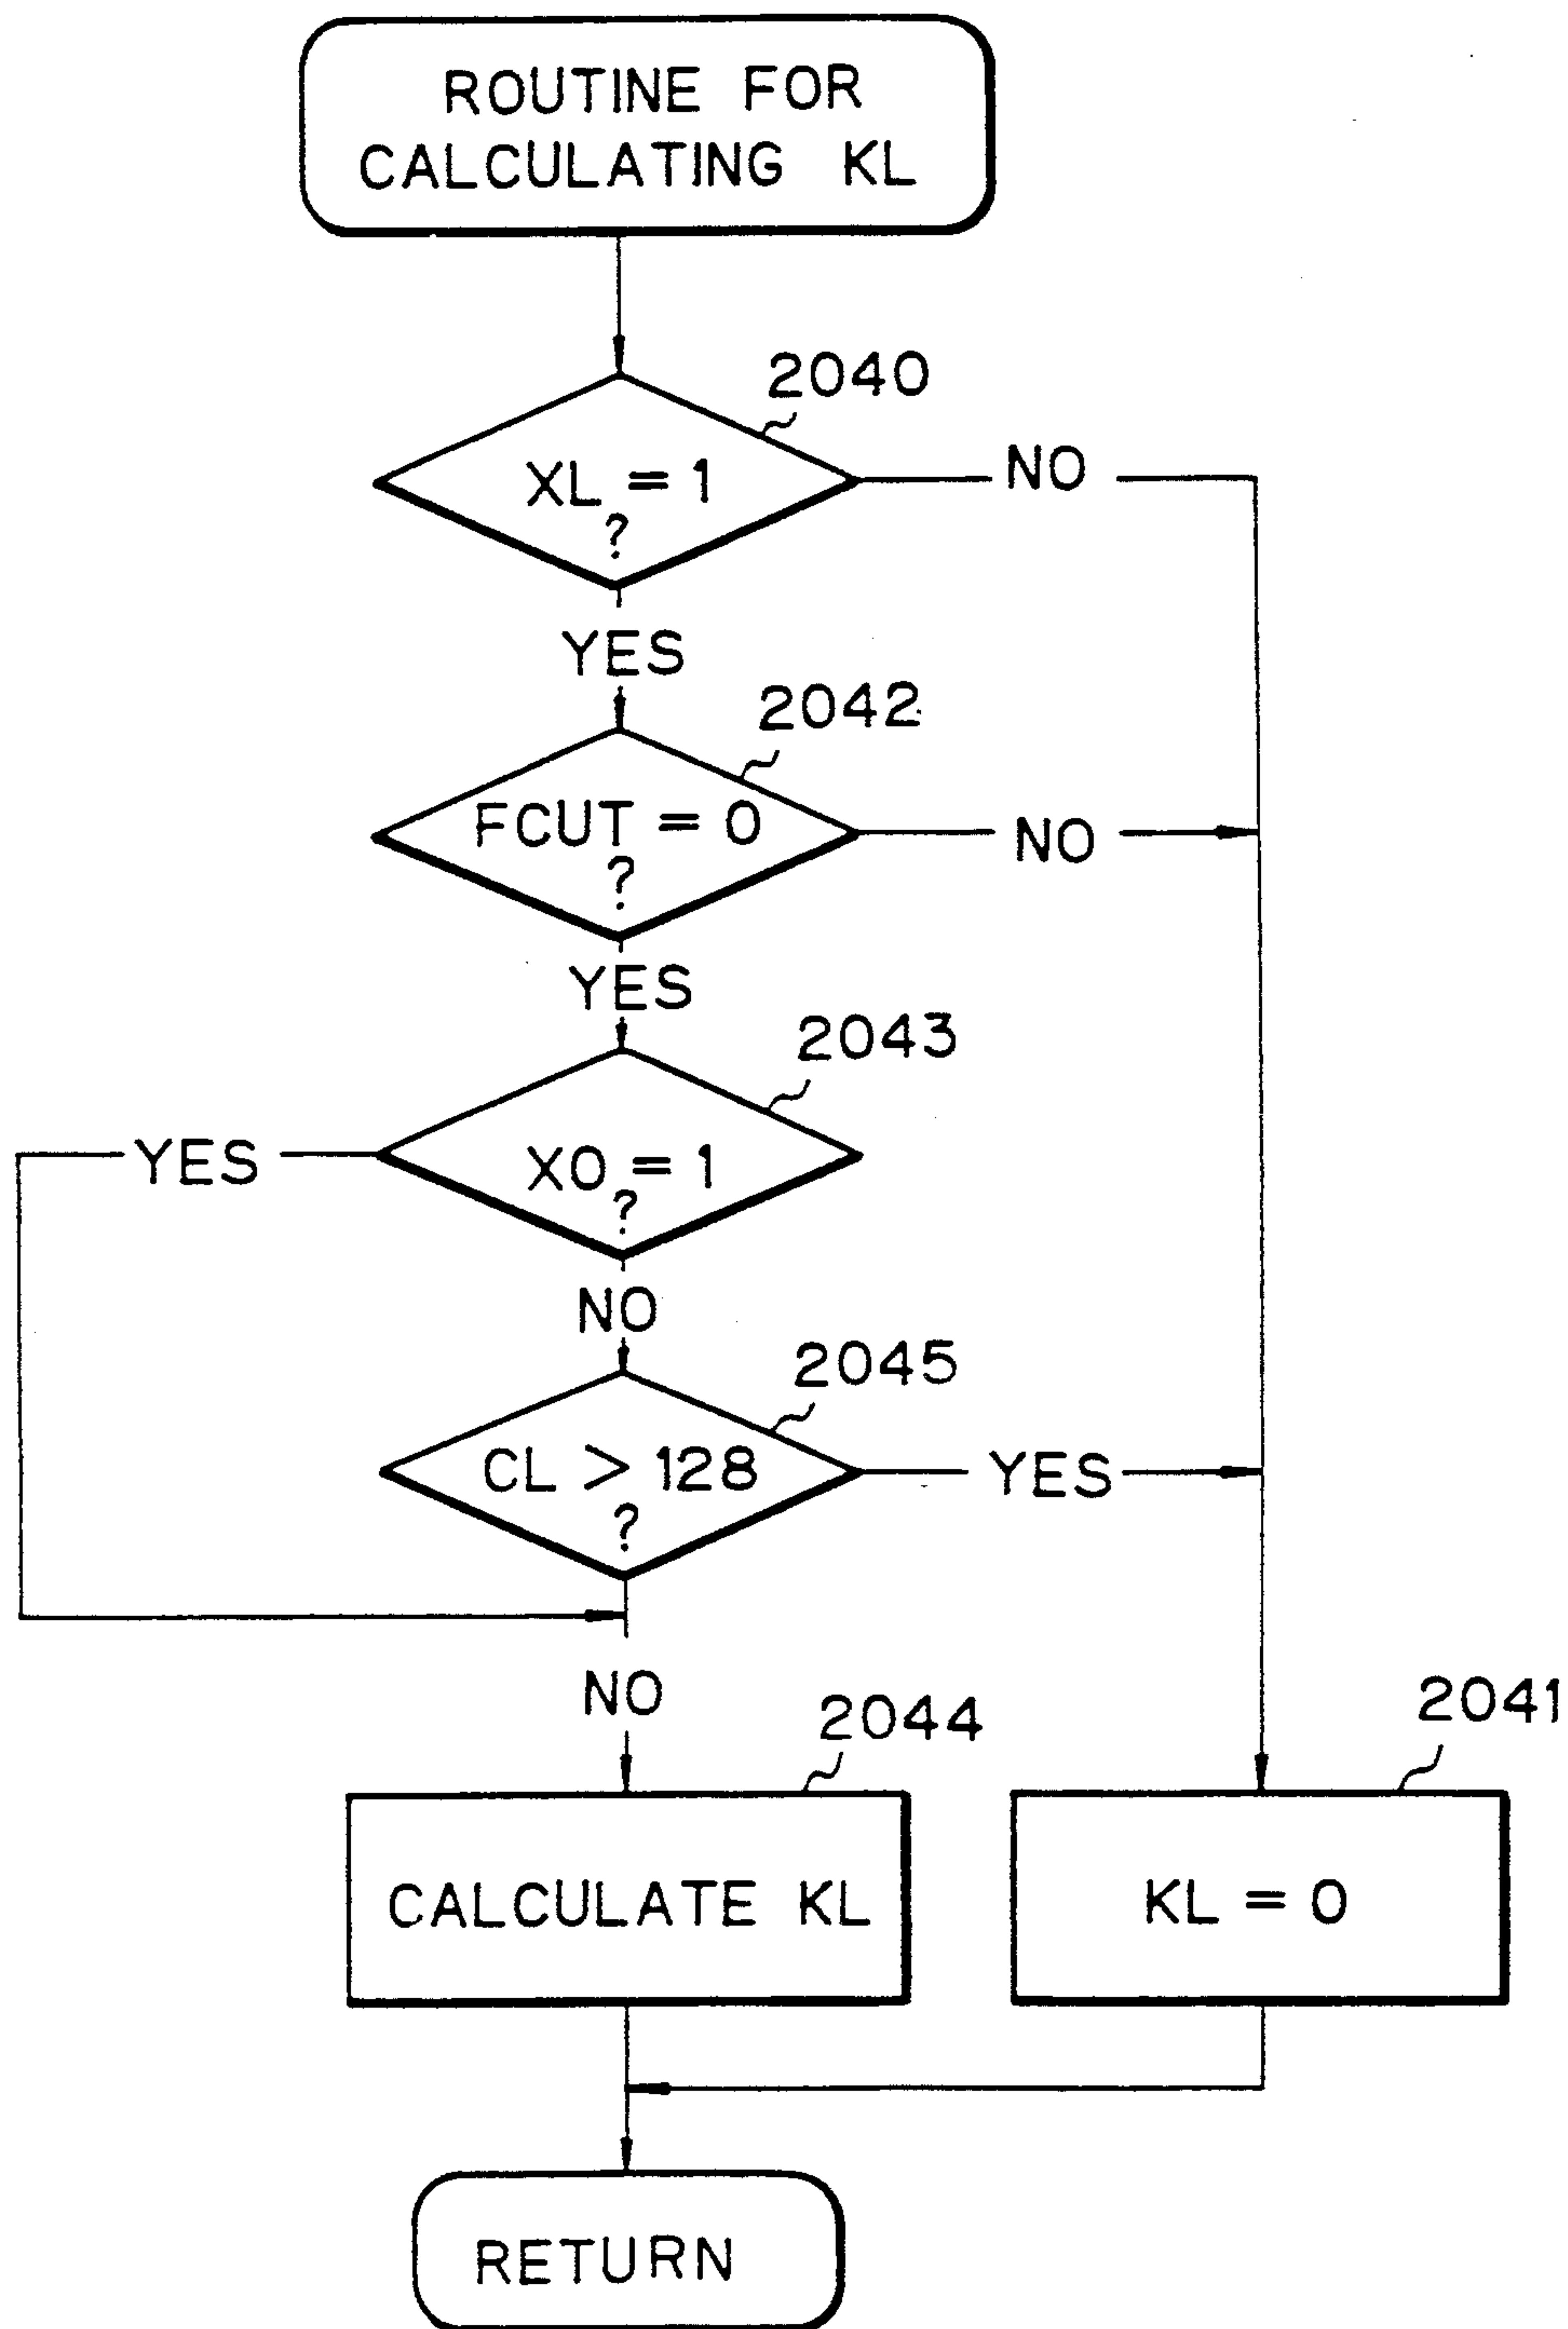 ROUTINE FOR
CALCULATING KL
2040
XL = 1
?
NO
YES
2042
FCUT = 0
?
NO
YES
2043
YES
XO = 1
?
NO
2045
CL > 128
?
YES
NO
2044
2041
CALCULATE KL
KL = 0
RETURN